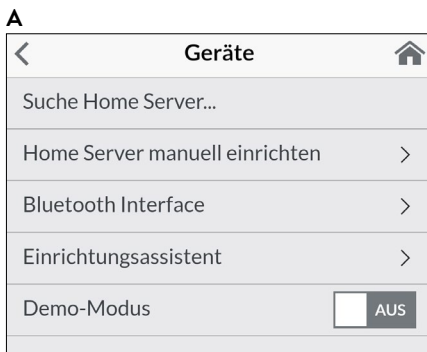 A
Geräte
Suche Home Server...
Home Server manuell einrichten
Bluetooth Interface
Einrichtungsassistent
Demo-Modus AUS